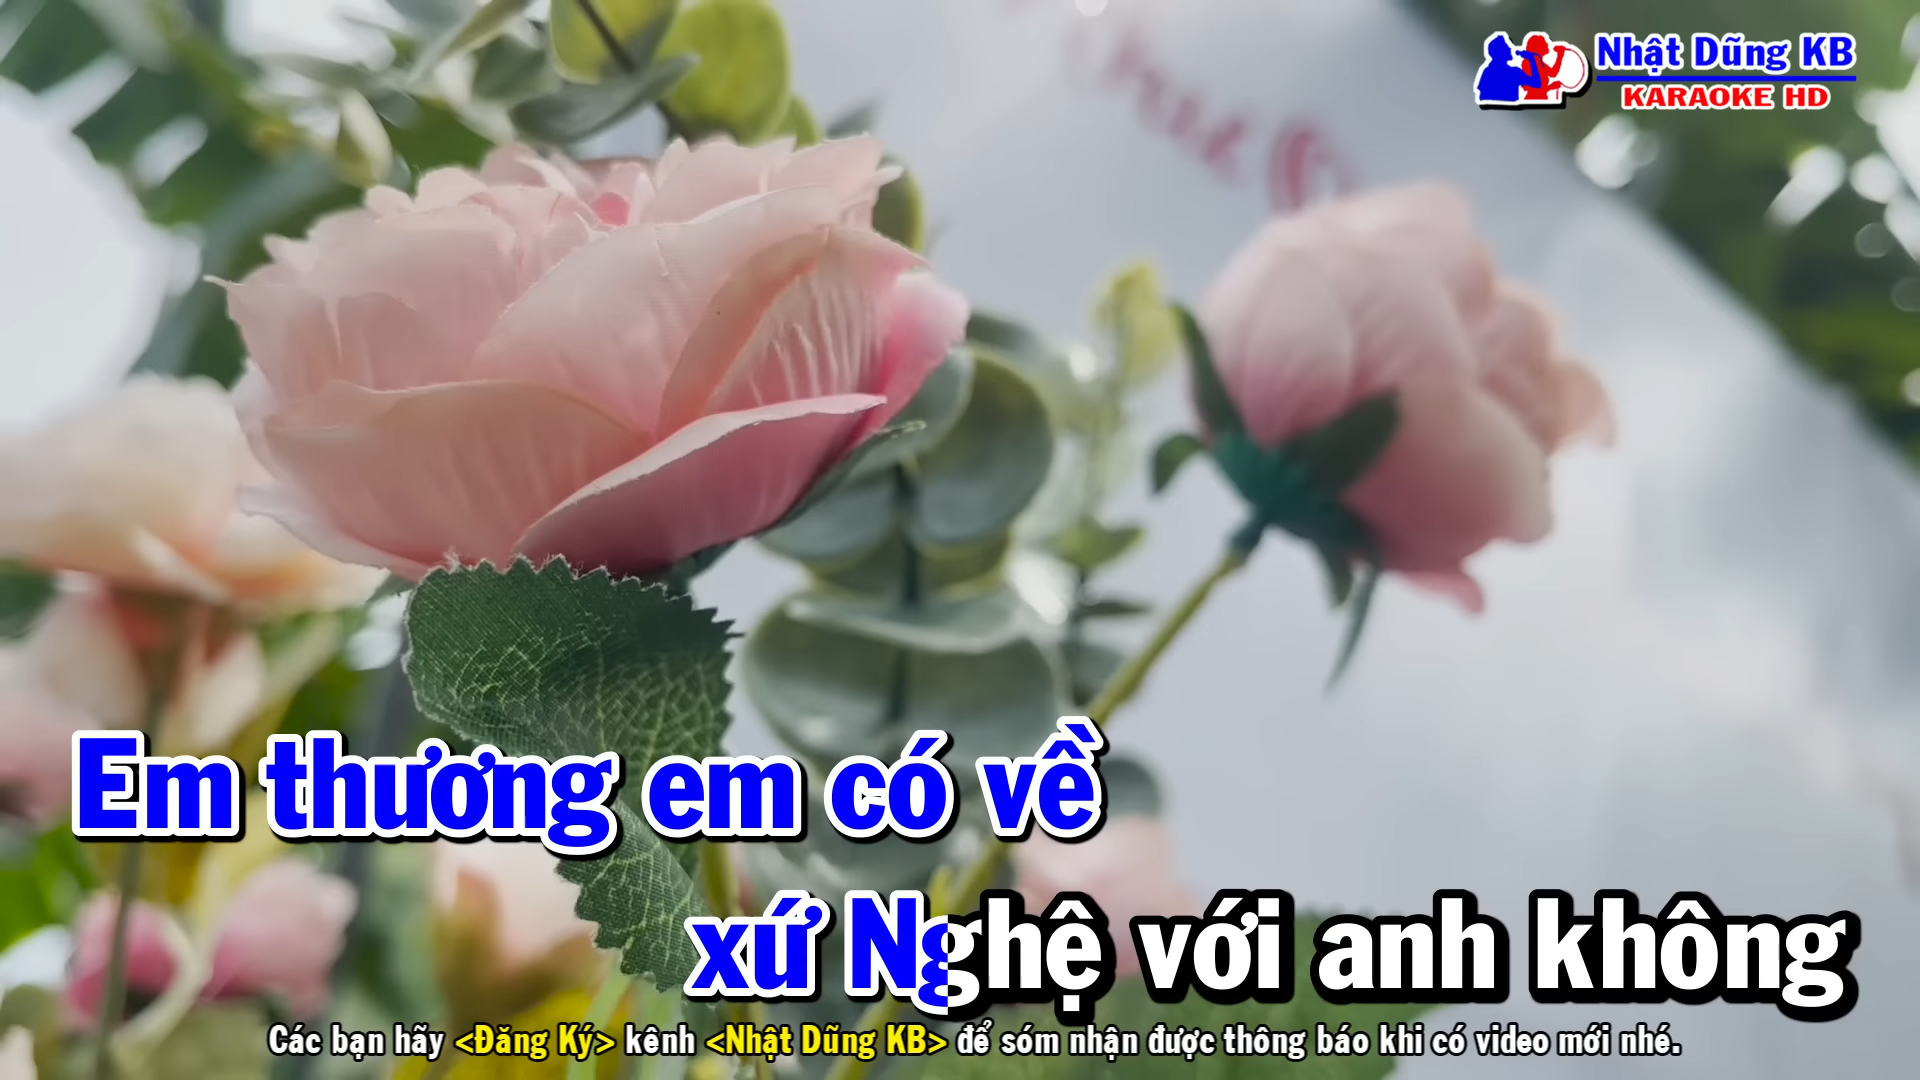 Nhật Dũng KB
KARAOKE HD
Em thương em có về
xứ Nghệ với anh không
Các bạn hãy <Đăng Ký> kênh <Nhật Dũng KB> để sóm nhận được thông báo khi có video mới nhé.